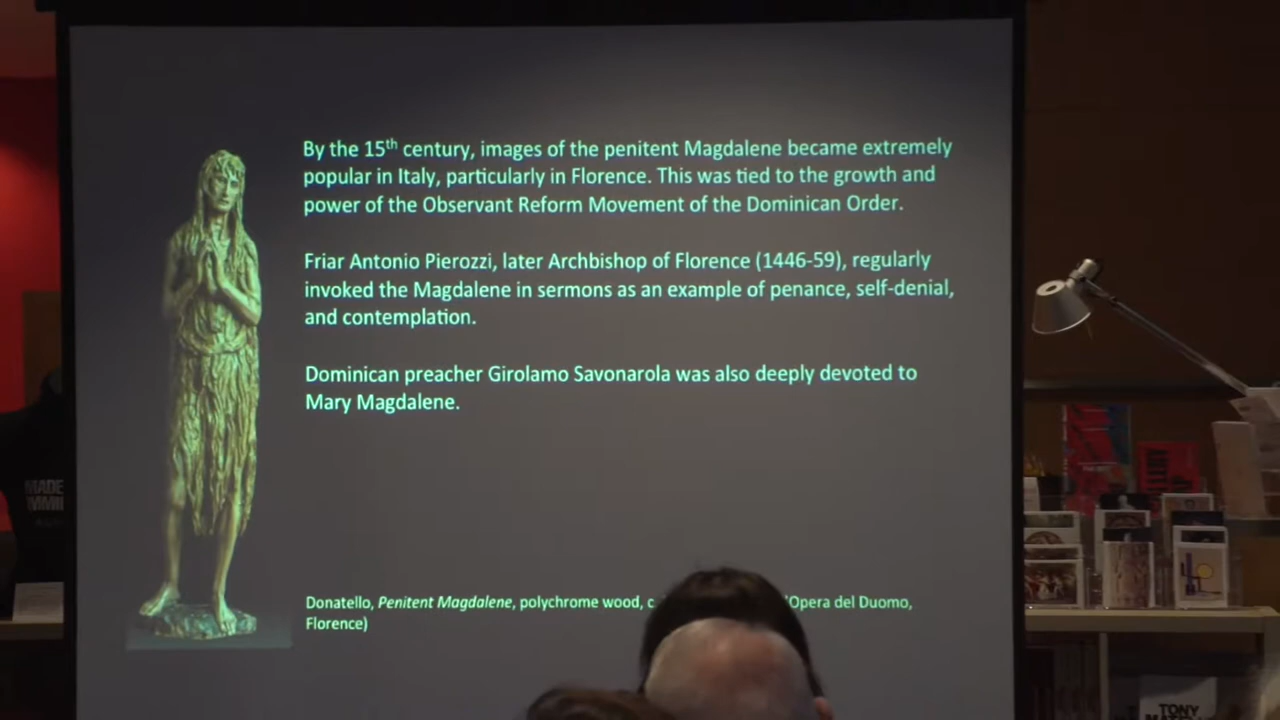 By the 15th century, images of the penitent Magdalene became extremely
popular in Italy, particularly in Florence. This was tied to the growth and
power of the Observant Reform Movement of the Dominican Order.
Friar Antonio Pierozzi, later Archbishop of Florence (1446-59), regularly
invoked the Magdalene in sermons as an example of penance, self-denial,
and contemplation.
Dominican preacher Girolamo Savonarola was also deeply devoted to
Mary Magdalene.
Donatello, Penitent Magdalene, polychrome wood, c. Opera del Duomo,
Florence)
MADE
TONY